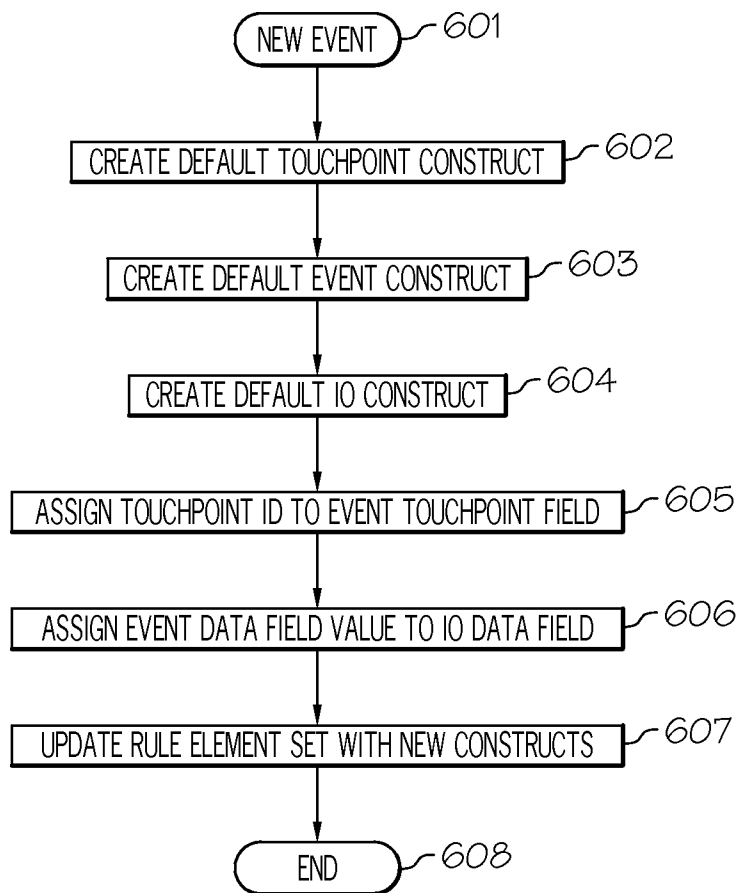 NEW EVENT 601
CREATE DEFAULT TOUCHPOINT CONSTRUCT 602
CREATE DEFAULT EVENT CONSTRUCT 603
CREATE DEFAULT IO CONSTRUCT 604
ASSIGN TOUCHPOINT ID TO EVENT TOUCHPOINT FIELD 605
ASSIGN EVENT DATA FIELD VALUE TO IO DATA FIELD 606
UPDATE RULE ELEMENT SET WITH NEW CONSTRUCTS 607
END 608